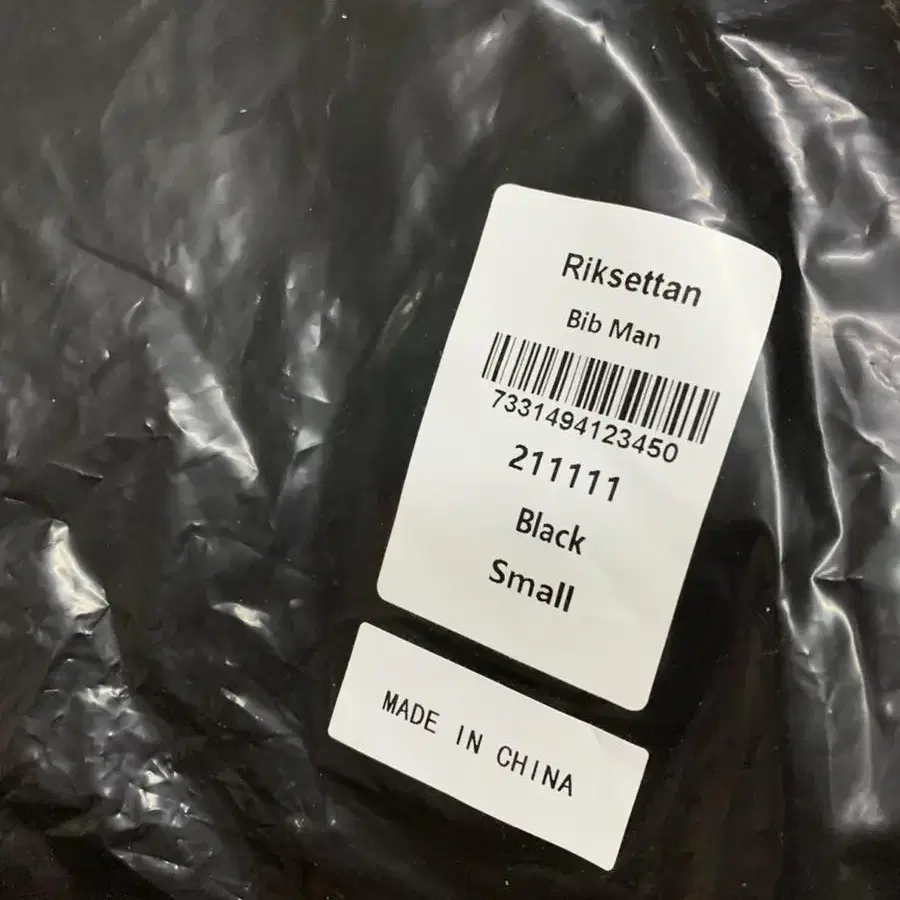 Riksettan
Bib Man
7331494123450
211111
Black
Small
MADE IN CHINA